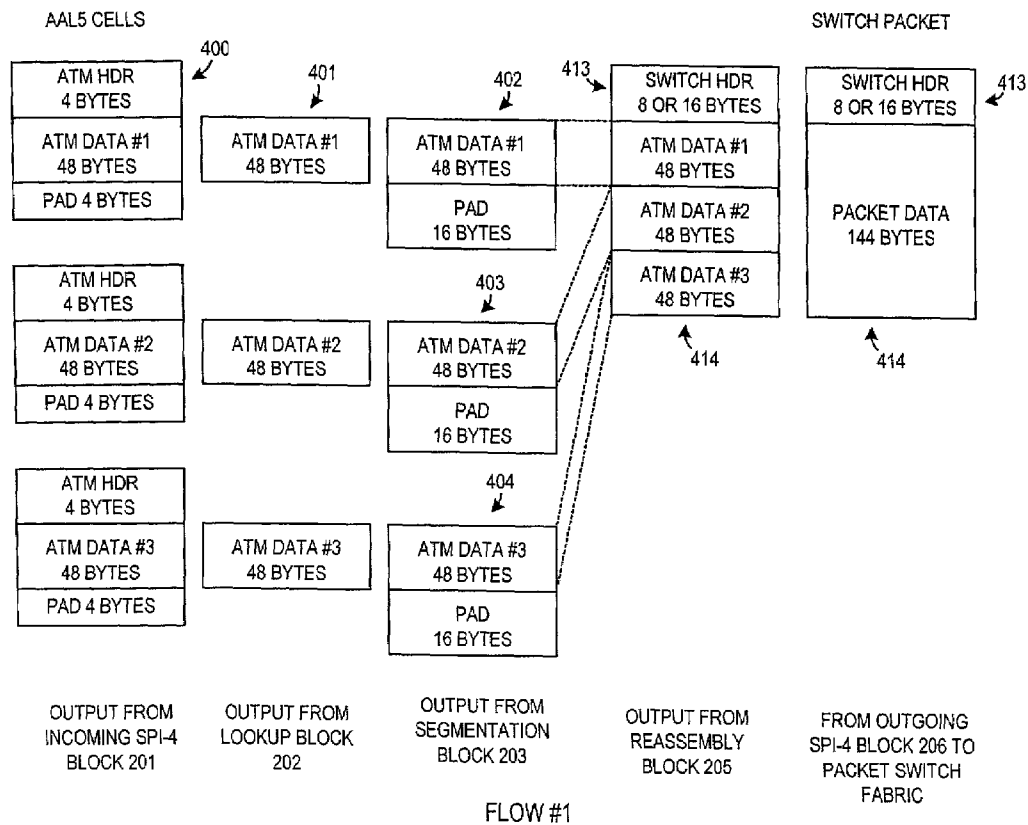 AAL5 CELLS
SWITCH PACKET
400
ATM HDR
4 BYTES
ATM DATA #1
48 BYTES
PAD 4 BYTES
401
ATM DATA #1
48 BYTES
402
ATM DATA #1
48 BYTES
PAD
16 BYTES
413
SWITCH HDR
8 OR 16 BYTES
ATM DATA #1
48 BYTES
ATM DATA #2
48 BYTES
ATM DATA #3
48 BYTES
414
413
SWITCH HDR
8 OR 16 BYTES
PACKET DATA
144 BYTES
414
ATM HDR
4 BYTES
ATM DATA #2
48 BYTES
PAD 4 BYTES
ATM DATA #2
48 BYTES
403
ATM DATA #2
48 BYTES
PAD
16 BYTES
ATM HDR
4 BYTES
ATM DATA #3
48 BYTES
PAD 4 BYTES
ATM DATA #3
48 BYTES
404
ATM DATA #3
48 BYTES
PAD
16 BYTES
OUTPUT FROM
INCOMING SPI-4
BLOCK 201
OUTPUT FROM
LOOKUP BLOCK
202
OUTPUT FROM
SEGMENTATION
BLOCK 203
OUTPUT FROM
REASSEMBLY
BLOCK 205
FROM OUTGOING
SPI-4 BLOCK 206 TO
PACKET SWITCH
FABRIC
FLOW #1